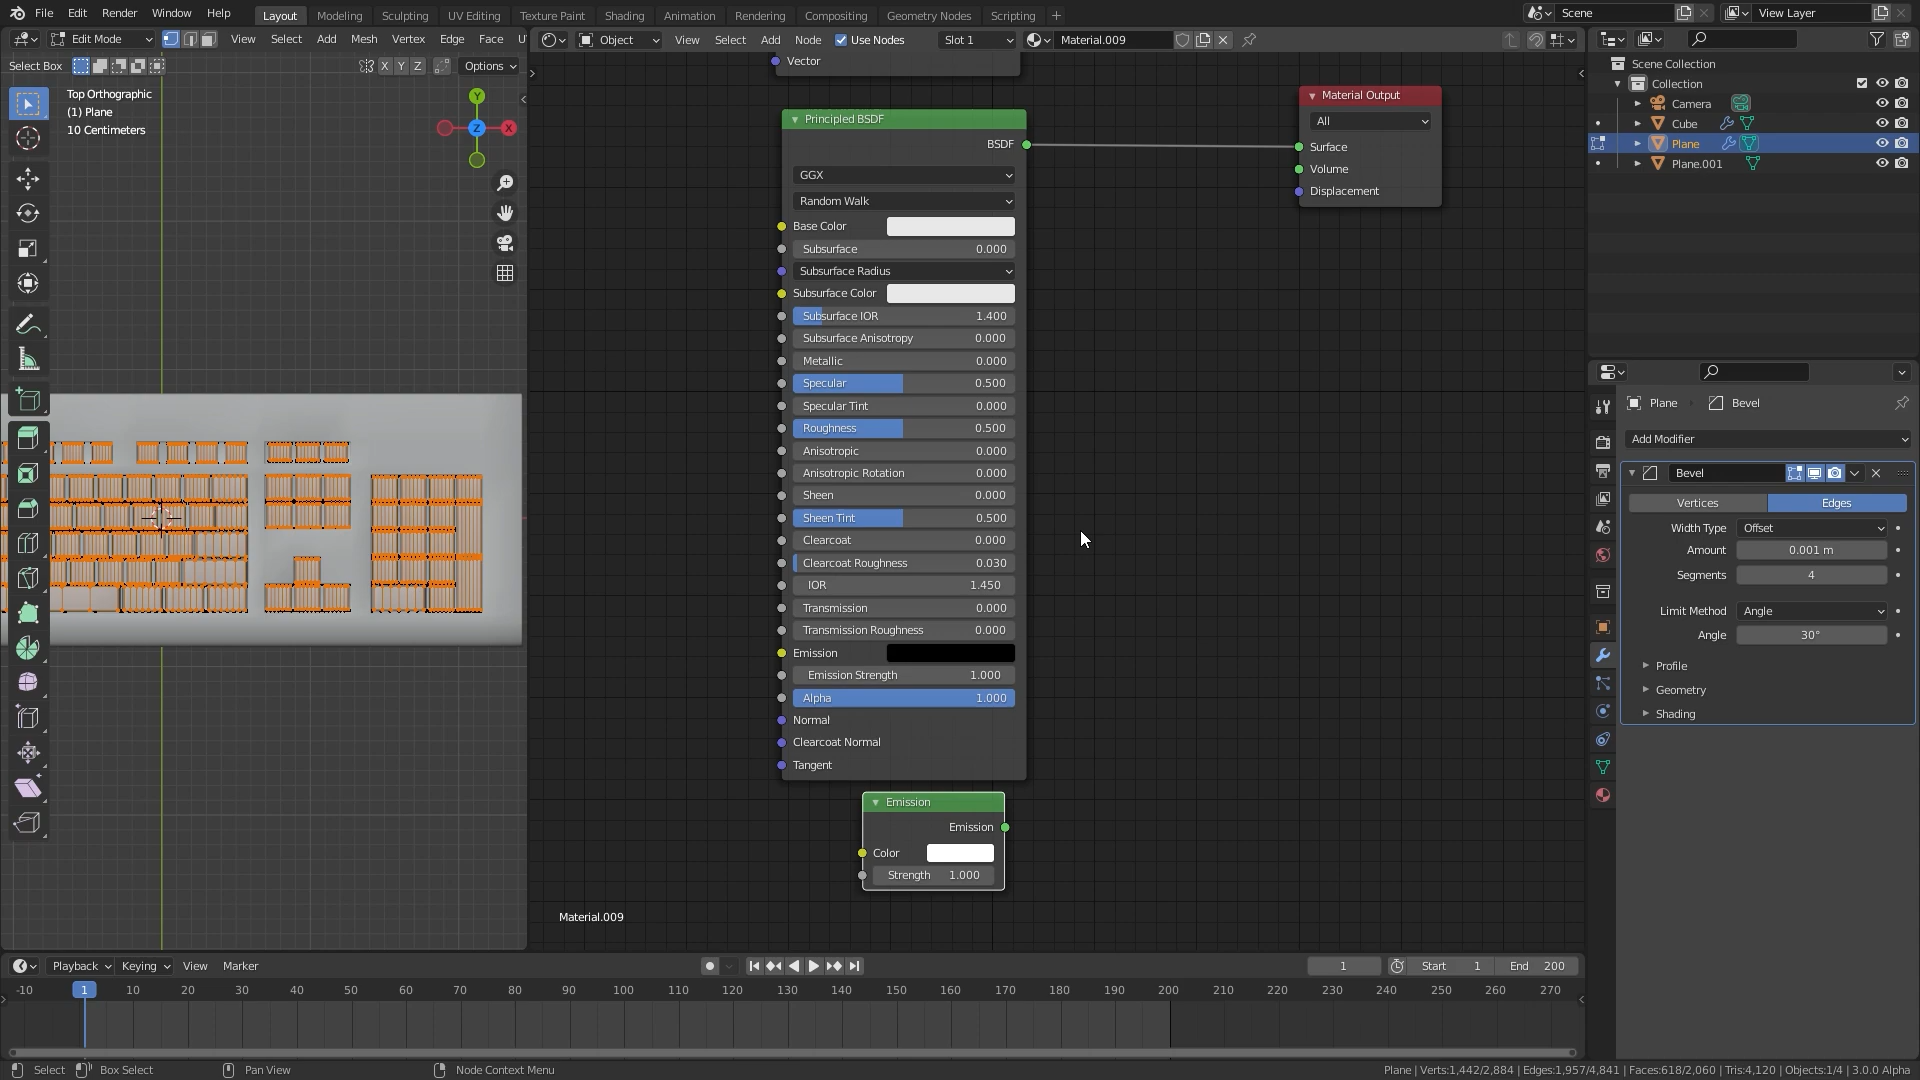 File Edit Render Window Help Layout Modeling Sculpting UV Editing Texture Paint Shading Animation Rendering Compositing Geometry Nodes Scripting + Scene View Layer
Edit Mode View Select Add Mesh Vertex Edge Face U Object View Select Add Node Use Nodes Slot 1 Material.009
Select Box X Y Z Options
Top Orthographic
(1) Plane
10 Centimeters
Y
Z
X
Vector
Principled BSDF
BSDF
GGX
Random Walk
Base Color
Subsurface 0.000
Subsurface Radius
Subsurface Color
Subsurface IOR 1.400
Subsurface Anisotropy 0.000
Metallic 0.000
Specular 0.500
Specular Tint 0.000
Roughness 0.500
Anisotropic 0.000
Anisotropic Rotation 0.000
Sheen 0.000
Sheen Tint 0.500
Clearcoat 0.000
Clearcoat Roughness 0.030
IOR 1.450
Transmission 0.000
Transmission Roughness 0.000
Emission
Emission Strength 1.000
Alpha 1.000
Normal
Clearcoat Normal
Tangent
Emission
Emission
Color
Strength 1.000
Material.009
Material Output
All
Surface
Volume
Displacement
Scene Collection
Collection
Camera
Cube
Plane
Plane.001
Plane Bevel
Add Modifier
Bevel
Vertices Edges
Width Type Offset
Amount 0.001 m
Segments 4
Limit Method Angle
Angle 30°
Profile
Geometry
Shading
Playback Keying View Marker 1 Start 1 End 200
-10 1 10 20 30 40 50 60 70 80 90 100 110 120 130 140 150 160 170 180 190 200 210 220 230 240 250 260 270
Select Box Select Pan View Node Context Menu Plane | Verts:1,442/2,884 | Edges:1,957/4,841 | Faces:618/2,060 | Tris:4,120 | Objects:1/4 | 3.0.0 Alpha